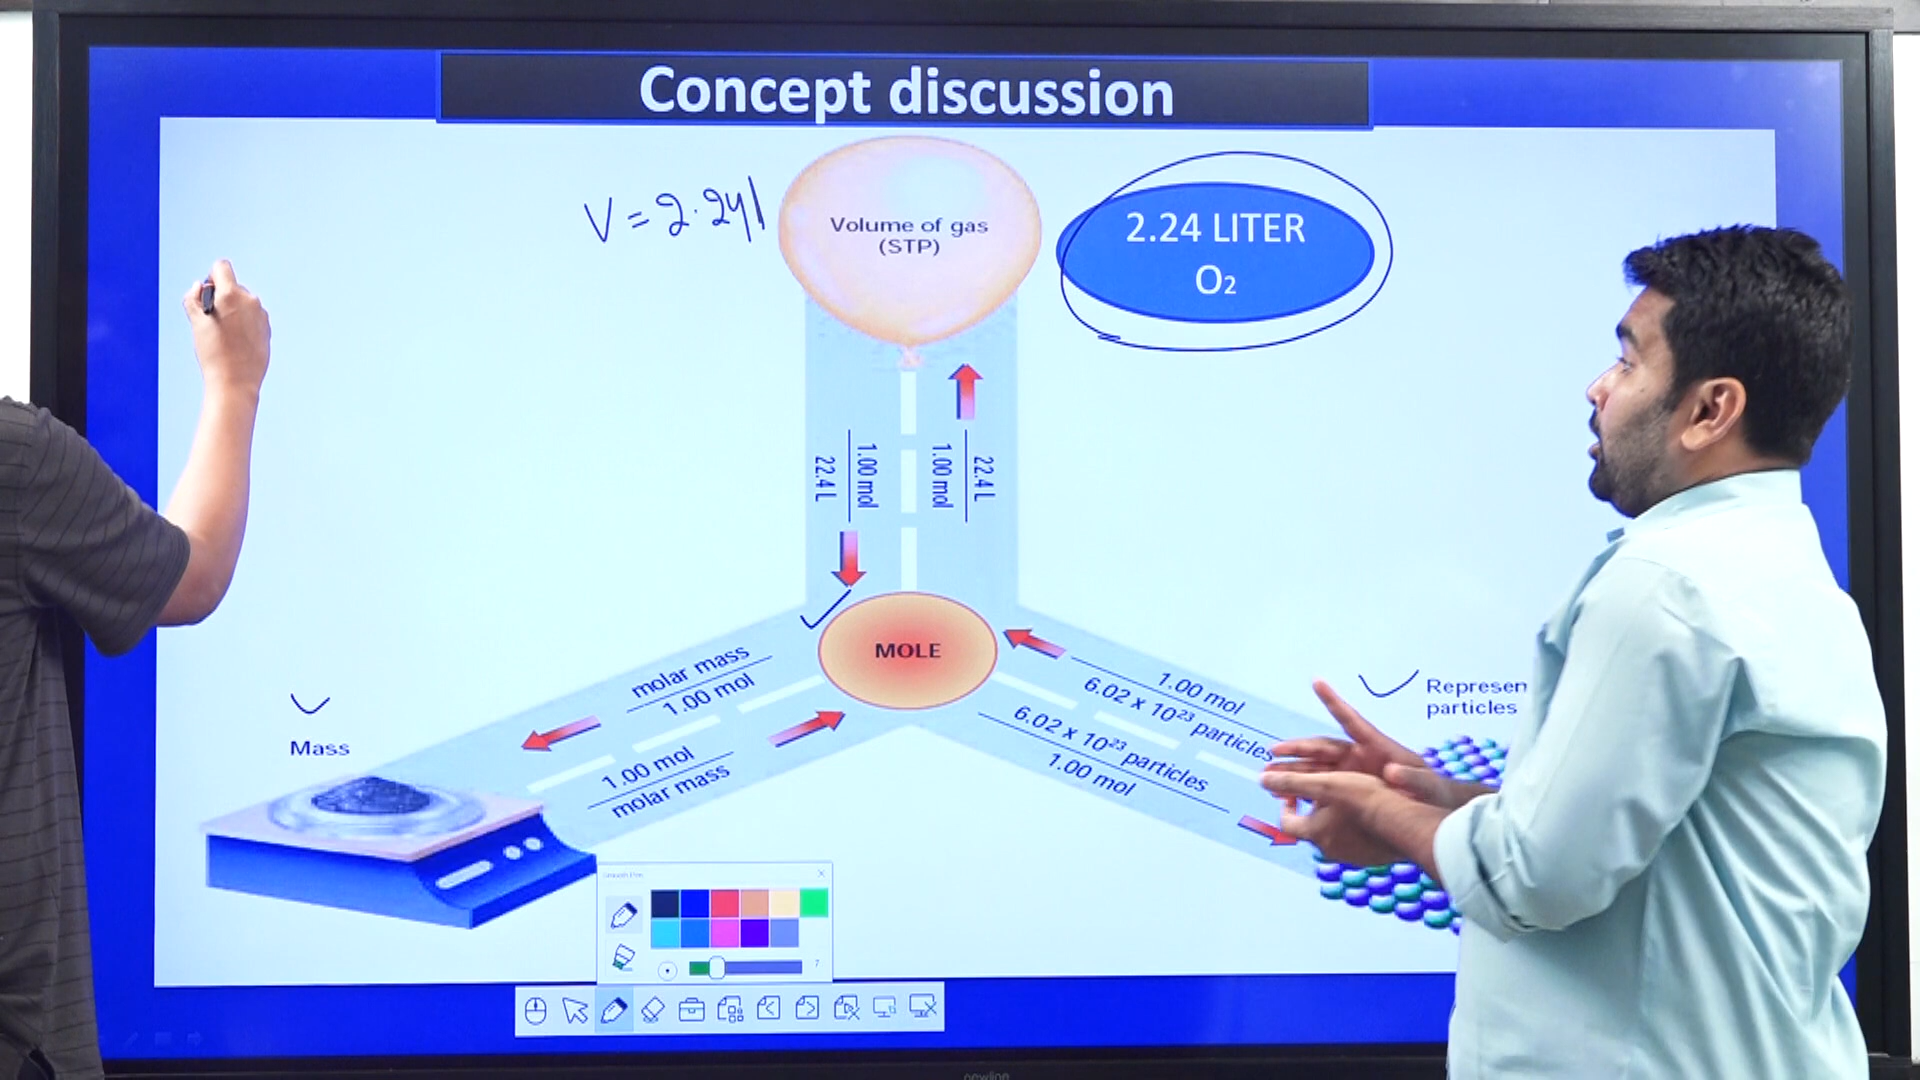 Concept discussion
V = 2.24l
Volume of gas
(STP)
2.24 LITER
O2
1.00 mol
22.4 L
22.4 L
1.00 mol
MOLE
molar mass
1.00 mol
1.00 mol
molar mass
1.00 mol
6.02 x 10²³ particles
6.02 x 10²³ particles
1.00 mol
Mass
Represen
particles
7
newline